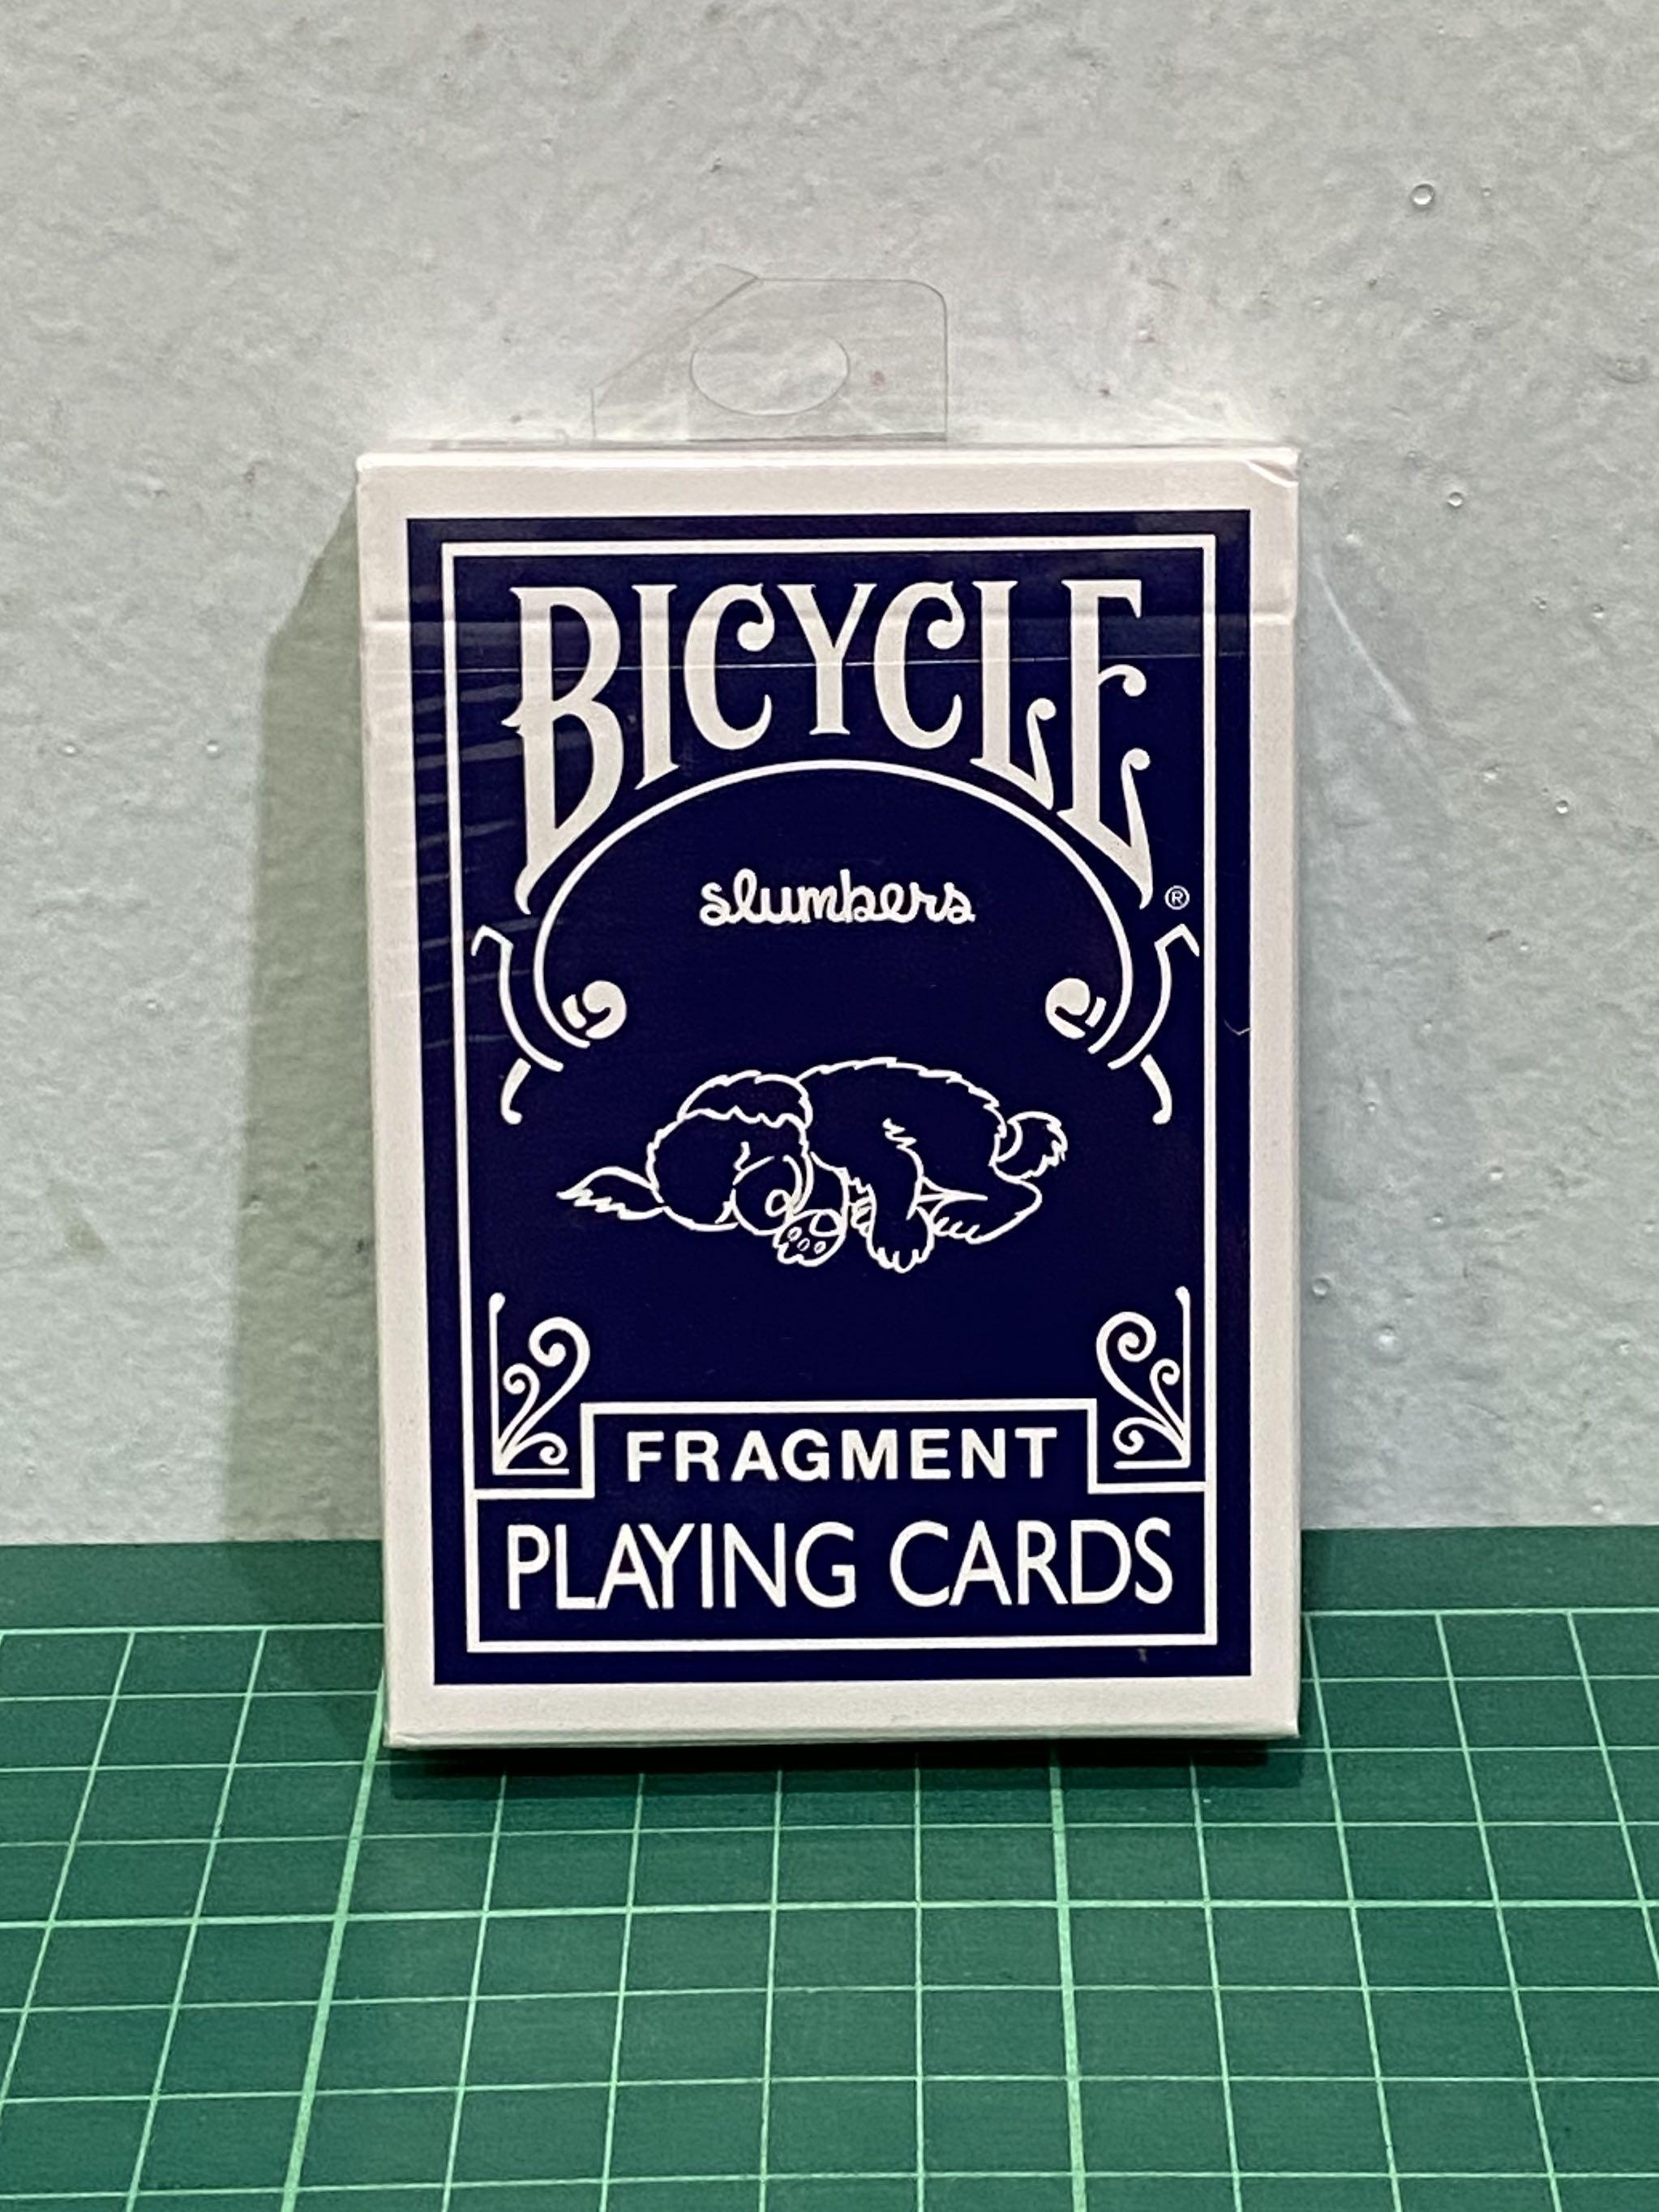 BICYCLE
®
slumbers
FRAGMENT
PLAYING CARDS